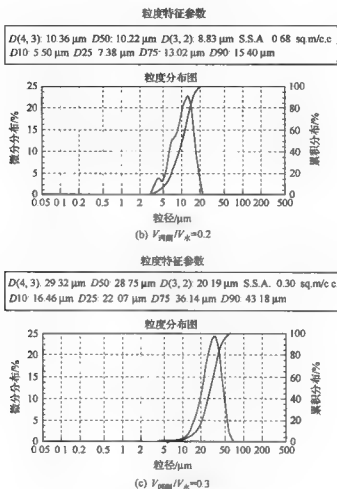 粒度特征参数
D(4, 3): 10.36 μm D50: 10.22 μm D(3, 2): 8.83 μm S.S.A 0 68 sq.m/c.c
D10· 5.50 μm D25 7.38 μm D75· 13.02 μm D90· 15.40 μm
粒度分布图
微分分布/%
25
20
15
10
5
0
累积分布/%
100
80
60
40
20
0
0 05 0 1 0 2 0.5 1 2 5 10 20 50 100 200 500
粒径/μm
(b) V丙酮/V水=0.2
粒度特征参数
D(4, 3): 29 32 μm D50· 28 75 μm D(3, 2): 20 19 μm S.S.A. 0.30 sq.m/c c
D10· 16.46 μm D25: 22 07 μm D75 36 14 μm D90 43 18 μm
粒度分布图
微分分布/%
25
20
15
10
5
0
累积分布/%
100
80
60
40
20
0
0 05 0 1 0 2 0.5 1 2 5 10 20 50 100 200 500
粒径/μm
(c) V丙酮/V水=0.3